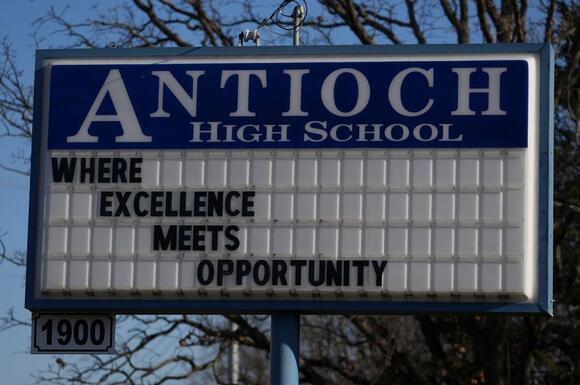 ANTIOCH
HIGH SCHOOL
WHERE
EXCELLENCE
MEETS
OPPORTUNITY
1900